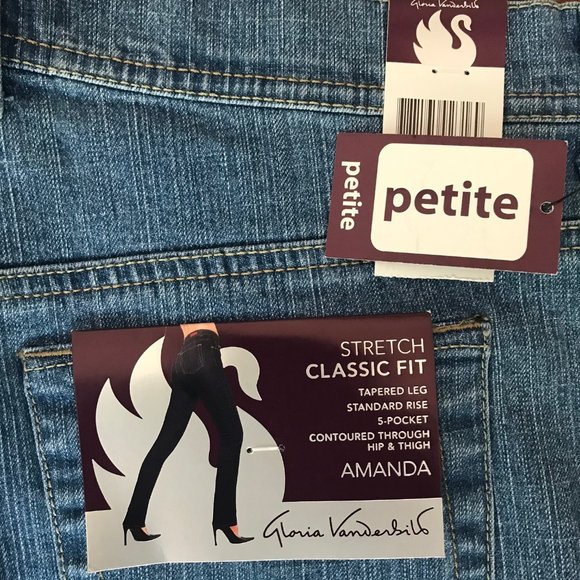 Gloria Vanderbilt
petite
petite
STRETCH
CLASSIC FIT
TAPERED LEG
STANDARD RISE
5-POCKET
CONTOURED THROUGH
HIP & THIGH
AMANDA
Gloria Vanderbilt